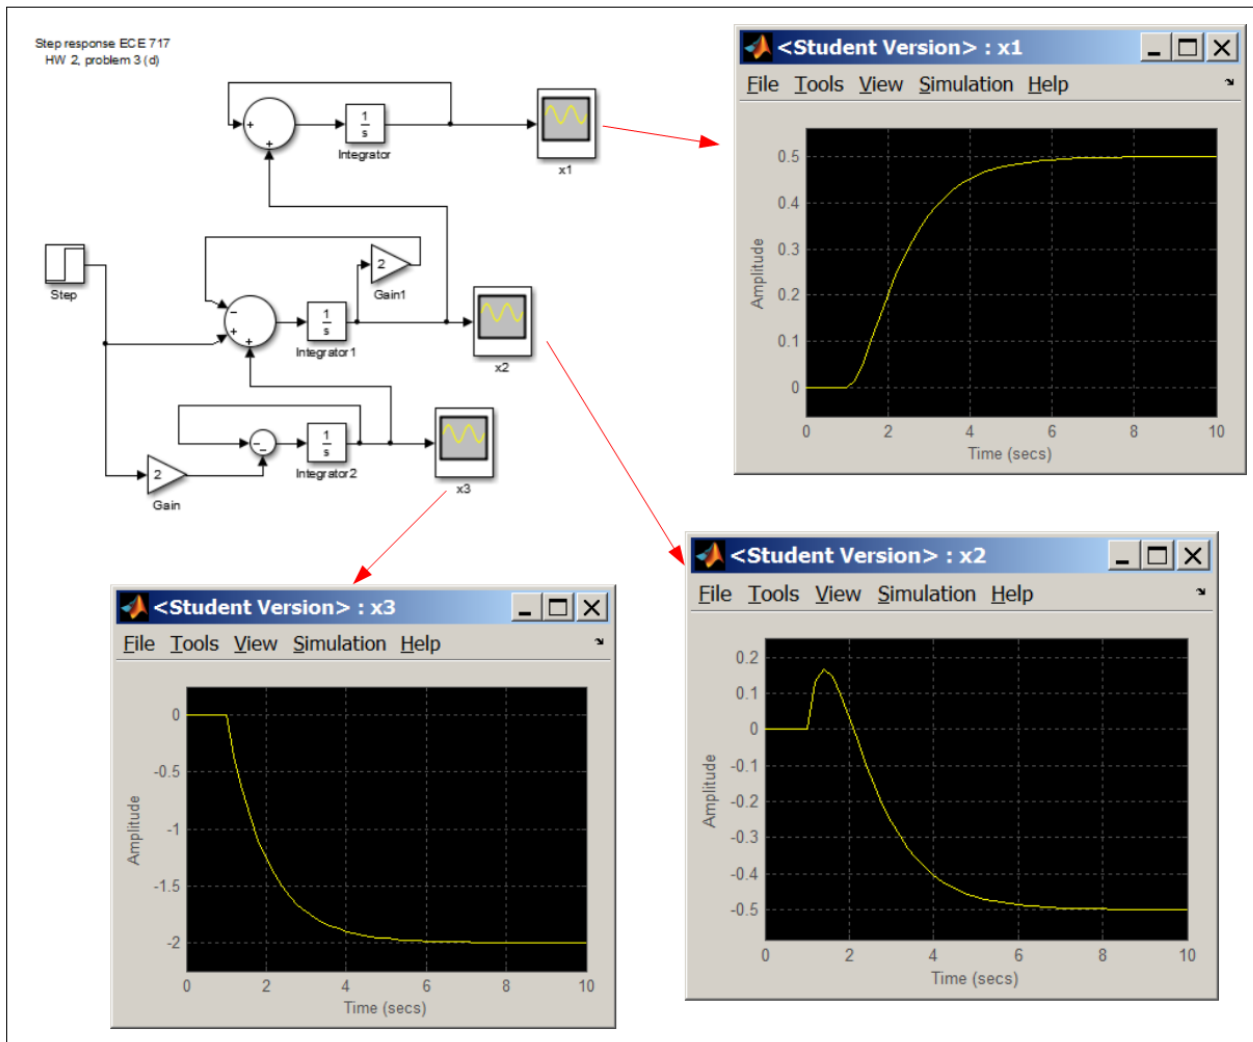 Step response ECE 717
HW 2, problem 3 (d)
+
+
1
s
Integrator
x1
Step
2
Gain1
−
+
+
1
s
Integrator1
x2
−
−
1
s
Integrator2
x3
2
Gain
<Student Version> : x1
File Tools View Simulation Help
0.5
0.4
0.3
0.2
0.1
0
Amplitude
0 2 4 6 8 10
Time (secs)
<Student Version> : x3
File Tools View Simulation Help
0
-0.5
-1
-1.5
-2
Amplitude
0 2 4 6 8 10
Time (secs)
<Student Version> : x2
File Tools View Simulation Help
0.2
0.1
0
-0.1
-0.2
-0.3
-0.4
-0.5
Amplitude
0 2 4 6 8 10
Time (secs)